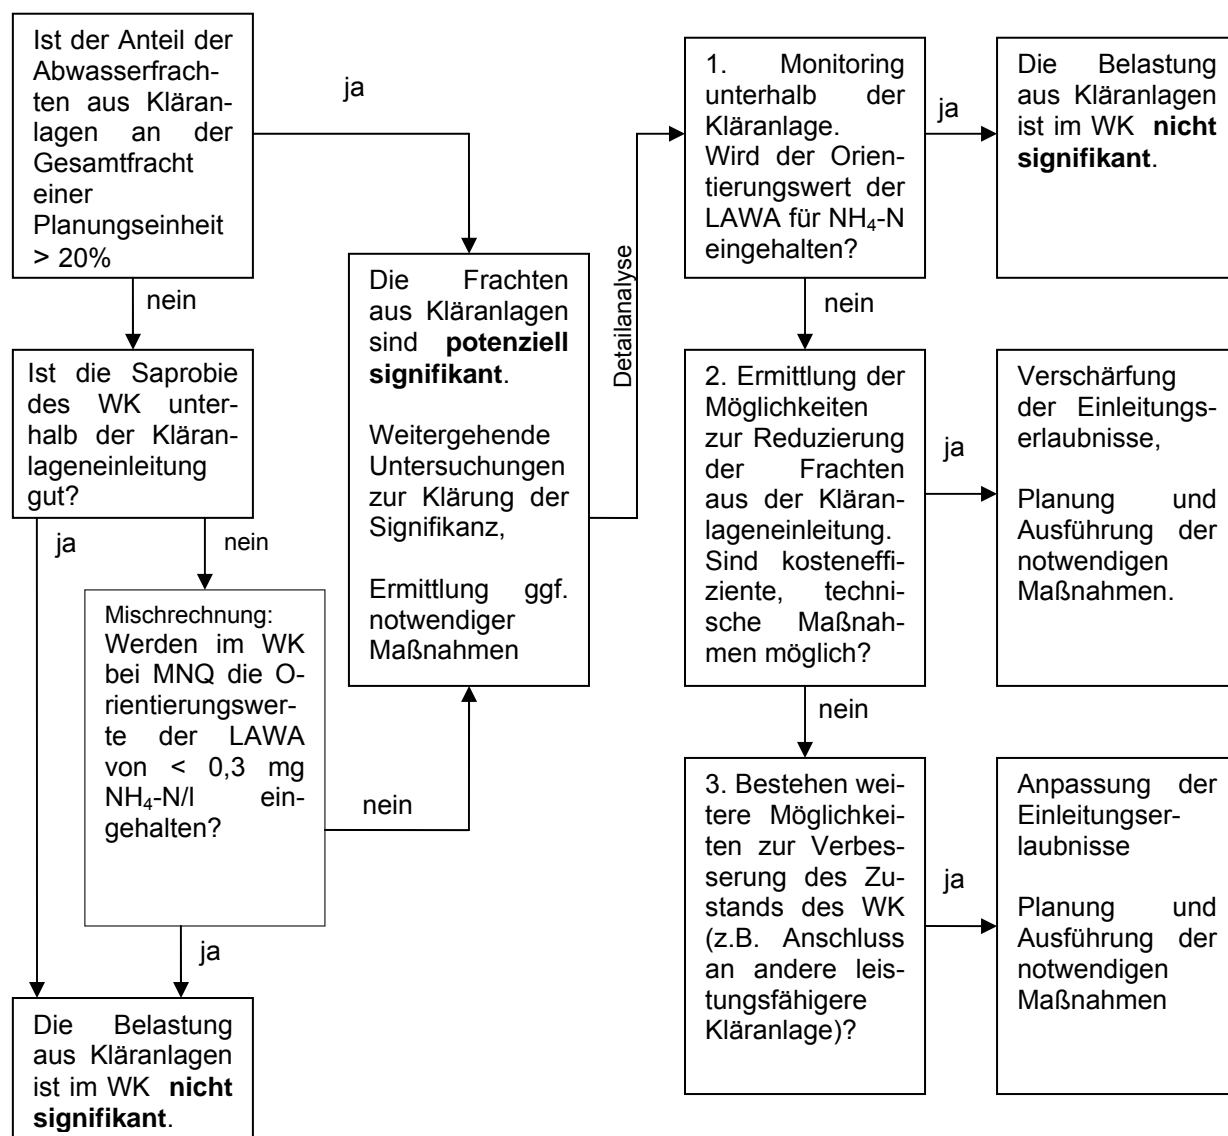 Ist der Anteil der
Abwasserfrach-
ten aus Kläran-
lagen an der
Gesamtfracht
einer
Planungseinheit
> 20%
ja
nein
Ist die Saprobie
des WK unter-
halb der Kläran-
lageneinleitung
gut?
ja
nein
Mischrechnung:
Werden im WK
bei MNQ die O-
rientierungswer-
te der LAWA
von < 0,3 mg
NH₄-N/l ein-
gehalten?
nein
ja
Die Belastung
aus Kläranlagen
ist im WK nicht
signifikant.
Die Frachten
aus Kläranlagen
sind potenziell
signifikant.
Weitergehende
Untersuchungen
zur Klärung der
Signifikanz,
Ermittlung ggf.
notwendiger
Maßnahmen
Detailanalyse
1. Monitoring
unterhalb der
Kläranlage.
Wird der Orien-
tierungswert der
LAWA für NH₄-N
eingehalten?
ja
Die Belastung
aus Kläranlagen
ist im WK nicht
signifikant.
nein
2. Ermittlung der
Möglichkeiten
zur Reduzierung
der Frachten
aus der Kläran-
lageneinleitung.
Sind kosteneffi-
ziente, techni-
sche Maßnah-
men möglich?
ja
Verschärfung
der Einleitungs-
erlaubnisse,
Planung und
Ausführung der
notwendigen
Maßnahmen.
nein
3. Bestehen wei-
tere Möglichkei-
ten zur Verbes-
serung des Zu-
stands des WK
(z.B. Anschluss
an andere leis-
tungsfähigere
Kläranlage)?
ja
Anpassung der
Einleitungser-
laubnisse
Planung und
Ausführung der
notwendigen
Maßnahmen